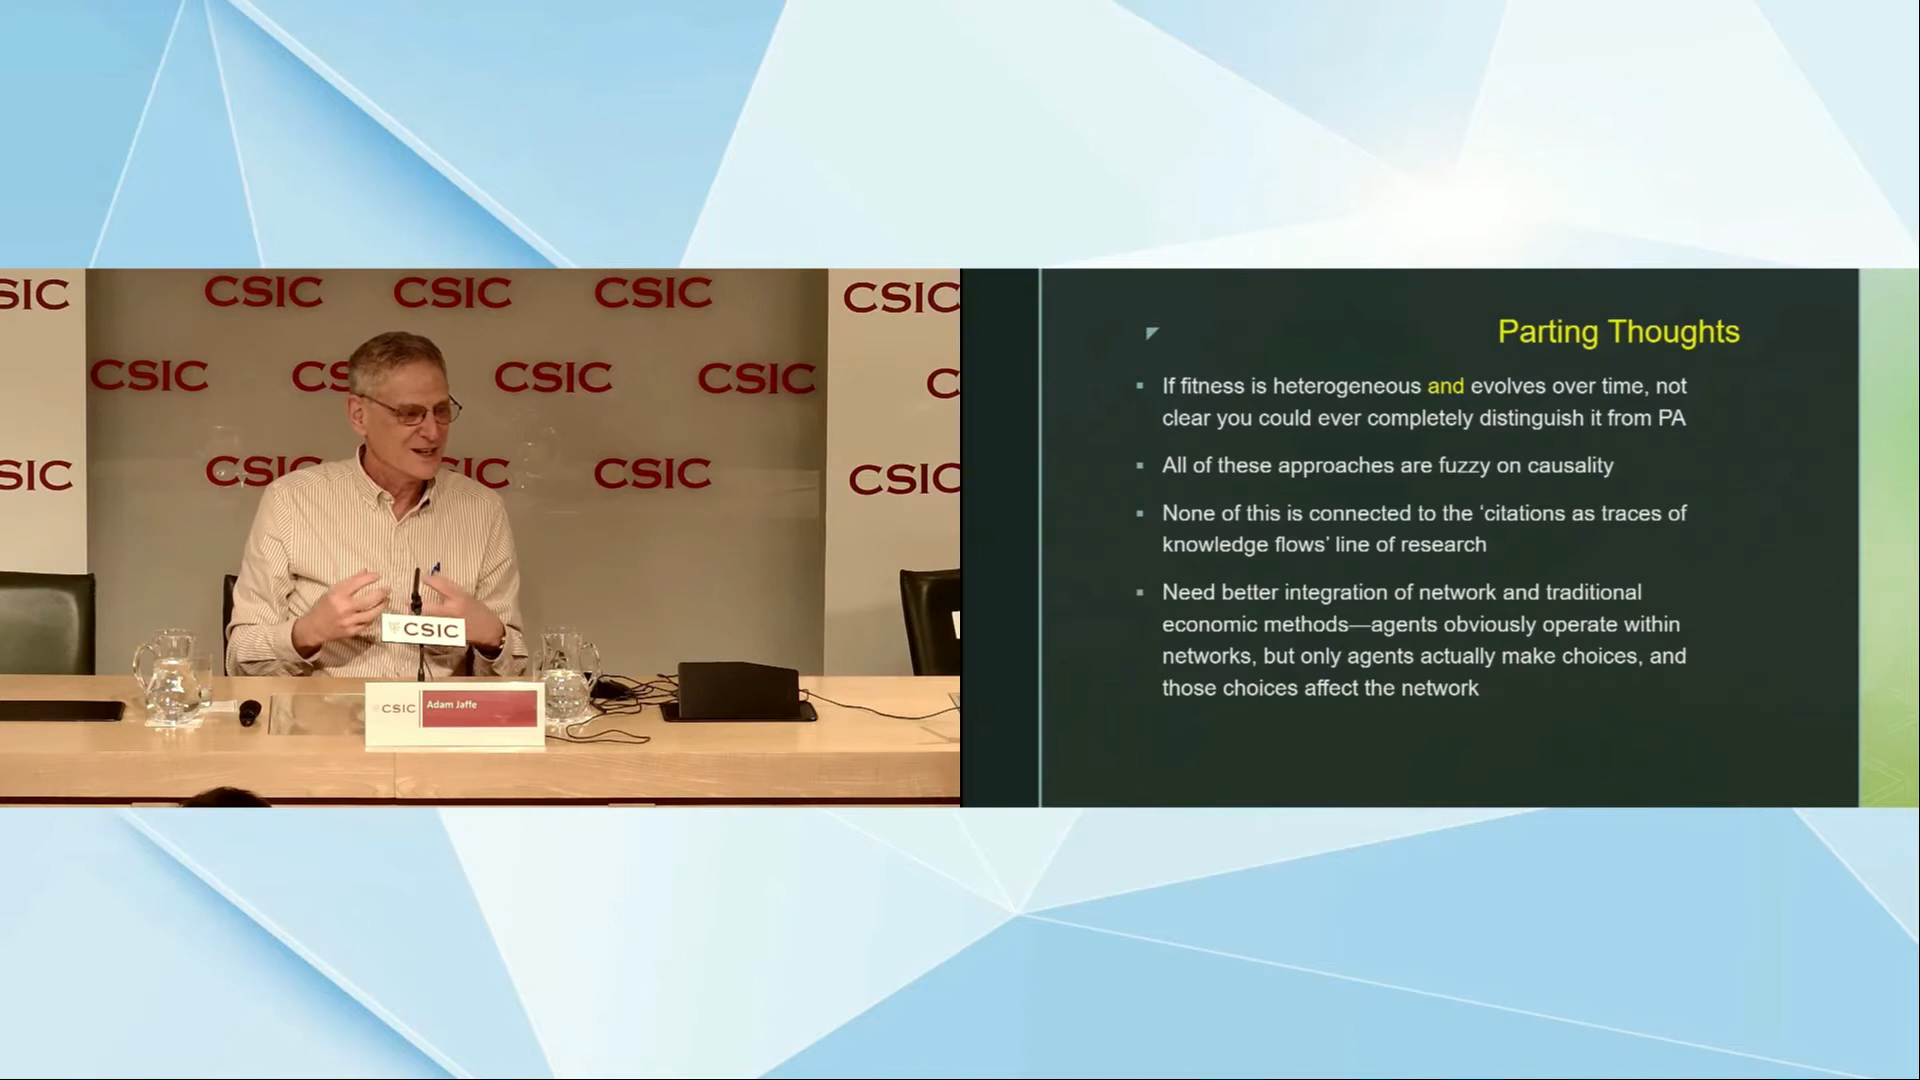 SIC
CSIC
CSIC
CSIC
CSIC
CSIC
CSIC
CSIC
SIC
CSIC
CSIC
CSIC
CSIC
CSIC
CSIC Adam Jaffe
Parting Thoughts
▪ If fitness is heterogeneous and evolves over time, not
clear you could ever completely distinguish it from PA
▪ All of these approaches are fuzzy on causality
▪ None of this is connected to the ‘citations as traces of
knowledge flows’ line of research
▪ Need better integration of network and traditional
economic methods—agents obviously operate within
networks, but only agents actually make choices, and
those choices affect the network